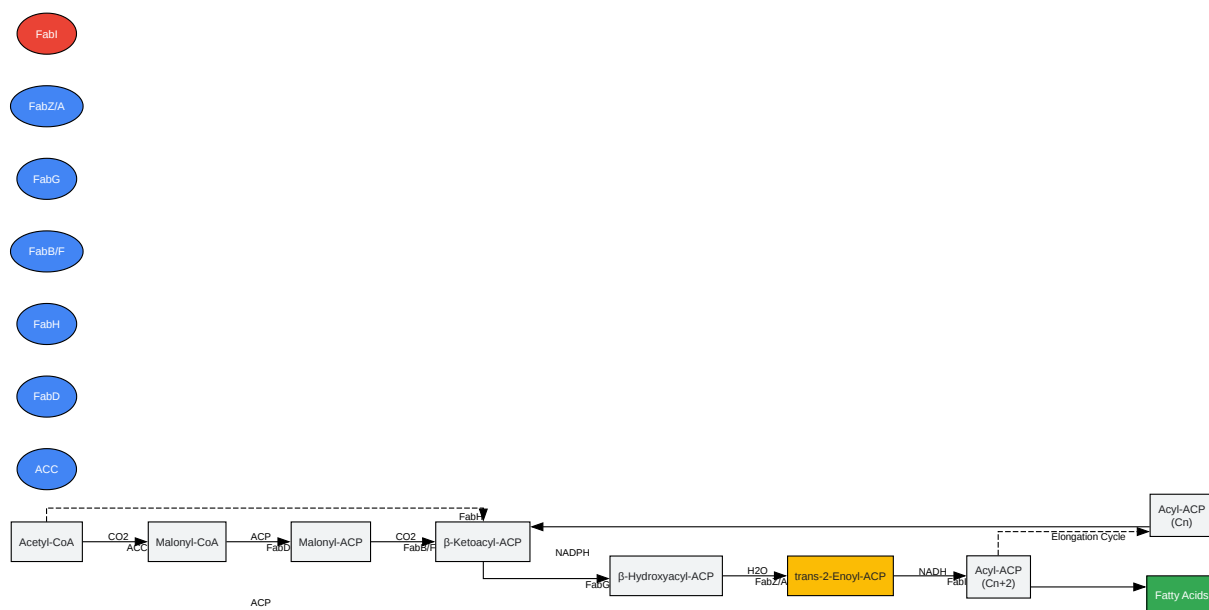 FabI
FabZ/A
FabG
FabB/F
FabH
FabD
ACC
Acetyl-CoA
CO2
ACC
Malonyl-CoA
ACP
FabD
Malonyl-ACP
CO2
FabB/F
FabH
β-Ketoacyl-ACP
NADPH
FabG
β-Hydroxyacyl-ACP
H2O
FabZ/A
trans-2-Enoyl-ACP
NADH
FabI
Acyl-ACP
(Cn+2)
Elongation Cycle
Acyl-ACP
(Cn)
Fatty Acids
ACP